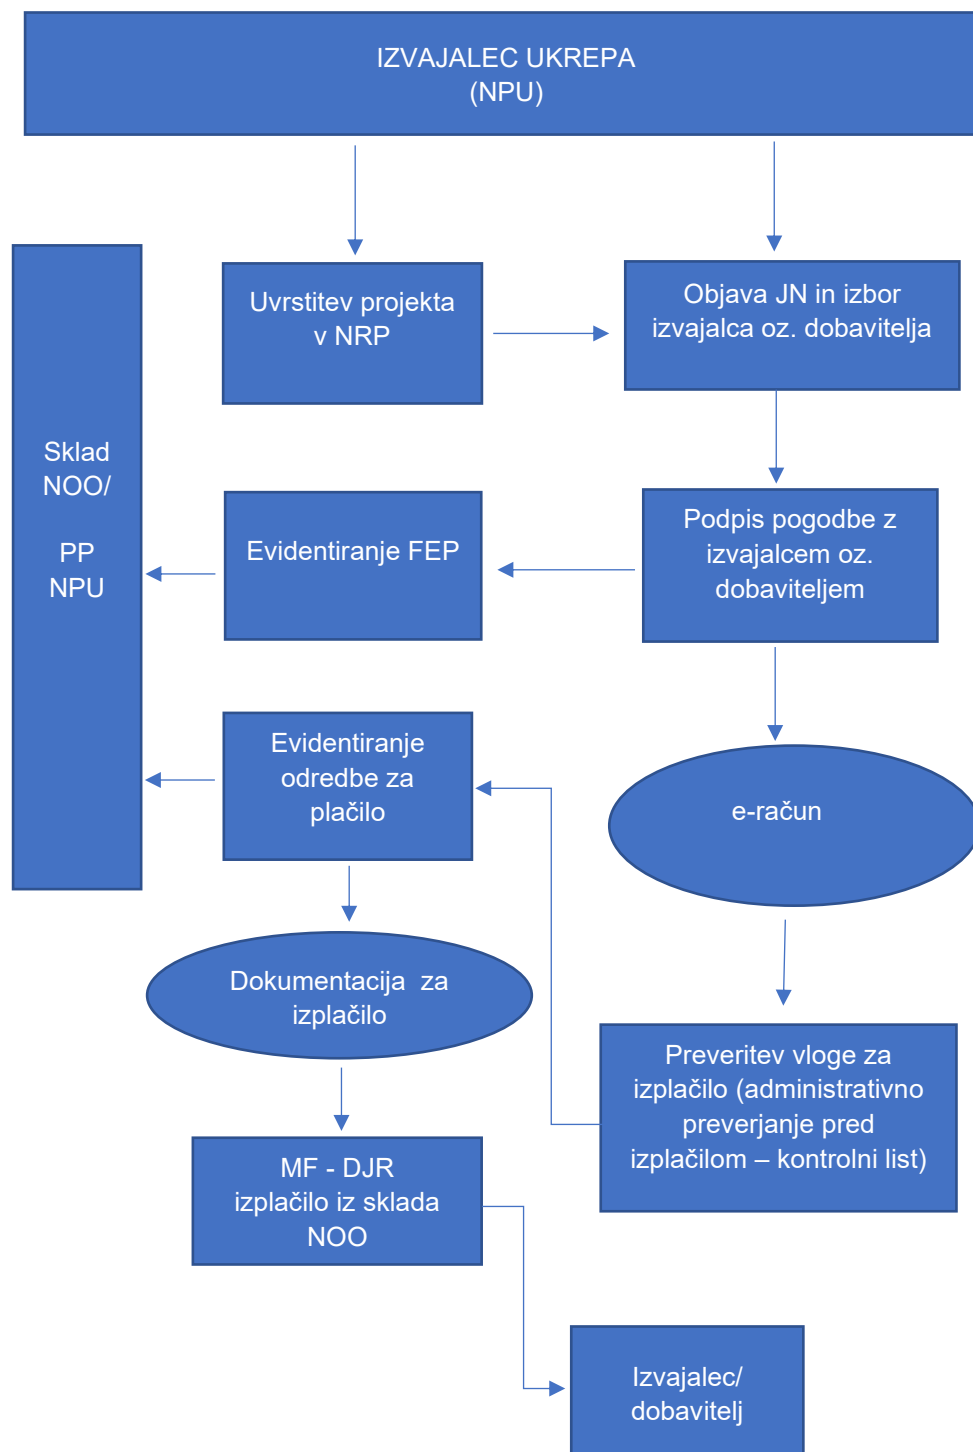 IZVAJALEC UKREPA
(NPU)
Uvrstitev projekta
v NRP
Objava JN in izbor
izvajalca oz. dobavitelja
Sklad
NOO/
PP
NPU
Evidentiranje FEP
Podpis pogodbe z
izvajalcem oz.
dobaviteljem
Evidentiranje
odredbe za
plačilo
e-račun
Dokumentacija  za
izplačilo
Preveritev vloge za
izplačilo (administrativno
preverjanje pred
izplačilom – kontrolni list)
MF - DJR
izplačilo iz sklada
NOO
Izvajalec/
dobavitelj